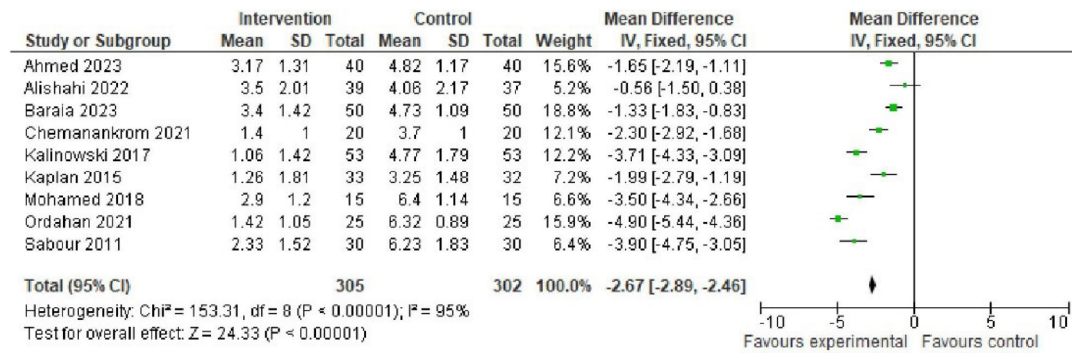 Intervention Control Mean Difference Mean Difference
Study or Subgroup Mean SD Total Mean SD Total Weight IV, Fixed, 95% CI IV, Fixed, 95% CI
Ahmed 2023 3.17 1.31 40 4.82 1.17 40 15.6% -1.65 [-2.19, -1.11]
Alishahi 2022 3.5 2.01 39 4.06 2.17 37 5.2% -0.56 [-1.50, 0.38]
Baraia 2023 3.4 1.42 50 4.73 1.09 50 18.8% -1.33 [-1.83, -0.83]
Chemanankrom 2021 1.4 1 20 3.7 1 20 12.1% -2.30 [-2.92, -1.68]
Kalinowski 2017 1.06 1.42 53 4.77 1.79 53 12.2% -3.71 [-4.33, -3.09]
Kaplan 2015 1.26 1.81 33 3.25 1.48 32 7.2% -1.99 [-2.79, -1.19]
Mohamed 2018 2.9 1.2 15 6.4 1.14 15 6.6% -3.50 [-4.34, -2.66]
Ordahan 2021 1.42 1.05 25 6.32 0.89 25 15.9% -4.90 [-5.44, -4.36]
Sabour 2011 2.33 1.52 30 6.23 1.83 30 6.4% -3.90 [-4.75, -3.05]
Total (95% CI) 305 302 100.0% -2.67 [-2.89, -2.46]
Heterogeneity: Chi² = 153.31, df = 8 (P < 0.00001); I² = 95%
Test for overall effect: Z = 24.33 (P < 0.00001)
-10 -5 0 5 10
Favours experimental Favours control